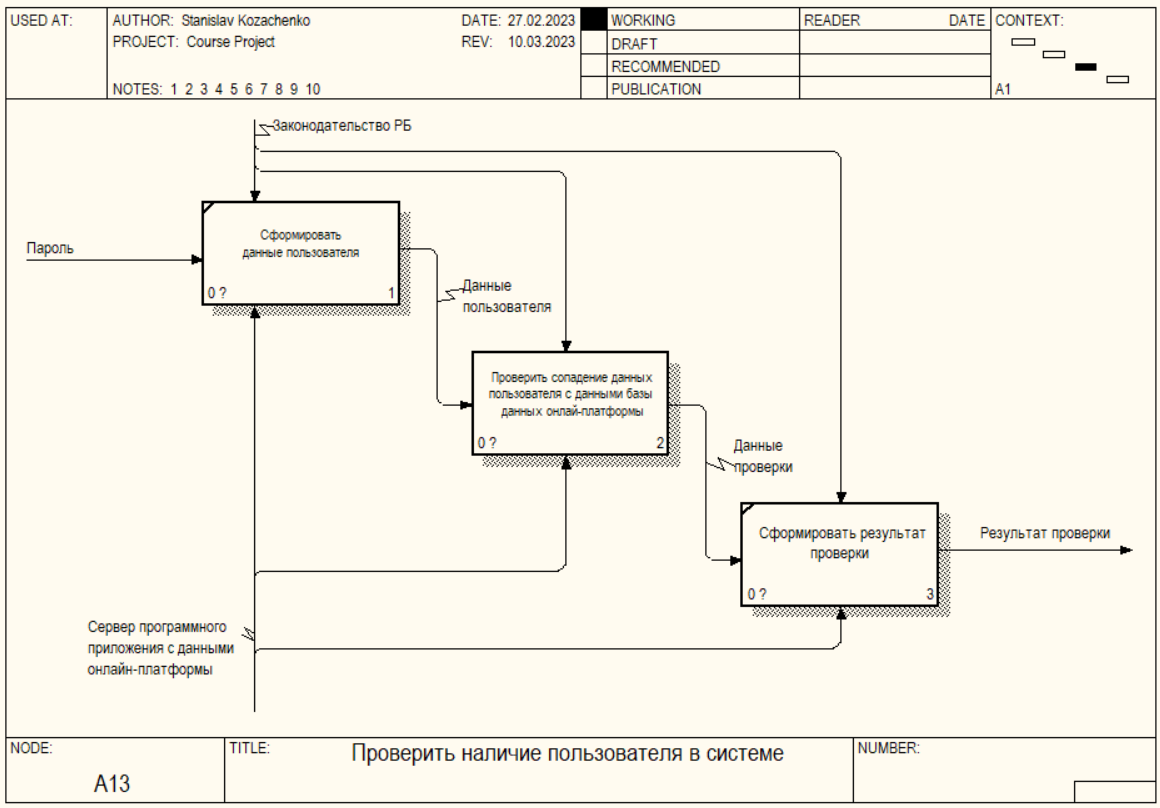 USED AT:
AUTHOR: Stanislav Kozachenko
DATE: 27.02.2023
WORKING
READER
DATE
CONTEXT:
PROJECT: Course Project
REV: 10.03.2023
DRAFT
RECOMMENDED
NOTES: 1 2 3 4 5 6 7 8 9 10
PUBLICATION
A1
Законодательство РБ
Пароль
Сформировать
данные пользователя
0 ?
1
Данные
пользователя
Проверить сопадение данных
пользователя с данными базы
данных онлай-платформы
0 ?
2
Данные
проверки
Сформировать результат
проверки
0 ?
3
Результат проверки
Сервер программного
приложения с данными
онлайн-платформы
NODE:
A13
TITLE:
Проверить наличие пользователя в системе
NUMBER: